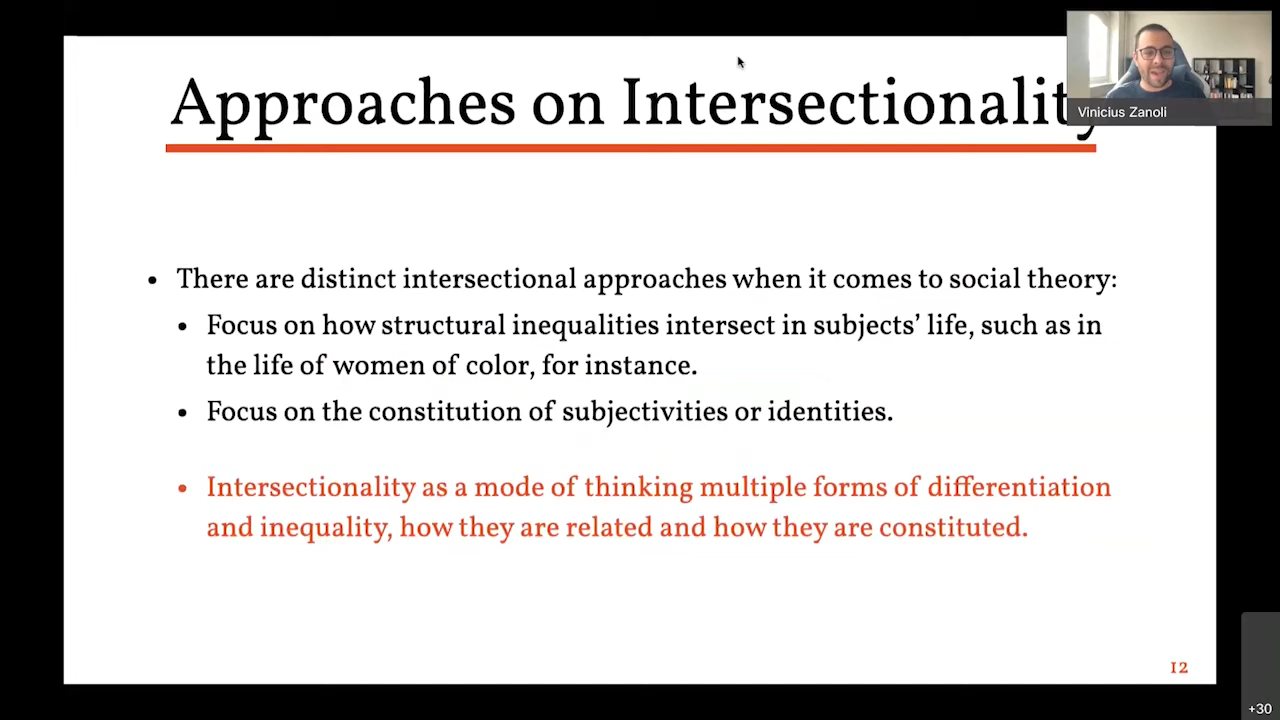 Approaches on Intersectionality
Vinicius Zanoli
• There are distinct intersectional approaches when it comes to social theory:
• Focus on how structural inequalities intersect in subjects’ life, such as in
the life of women of color, for instance.
• Focus on the constitution of subjectivities or identities.
• Intersectionality as a mode of thinking multiple forms of differentiation
and inequality, how they are related and how they are constituted.
12
+30